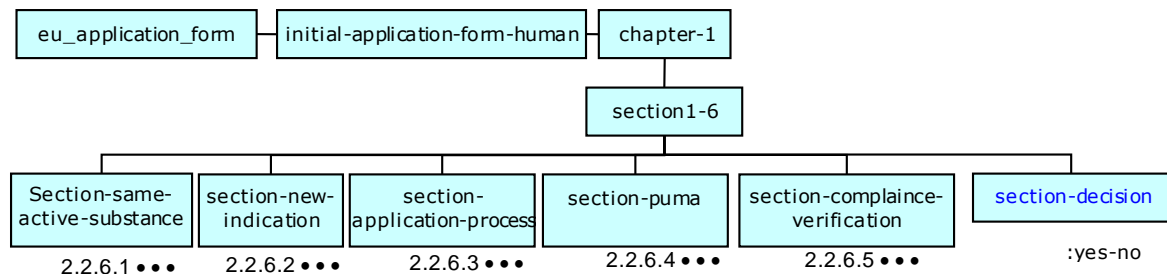 eu_application_form
initial-application-form-human
chapter-1
section1-6
Section-same-
active-substance
section-new-
indication
section-
application-process
section-puma
section-complaince-
verification
section-decision
2.2.6.1 •••
2.2.6.2 •••
2.2.6.3 •••
2.2.6.4 •••
2.2.6.5 •••
:yes-no